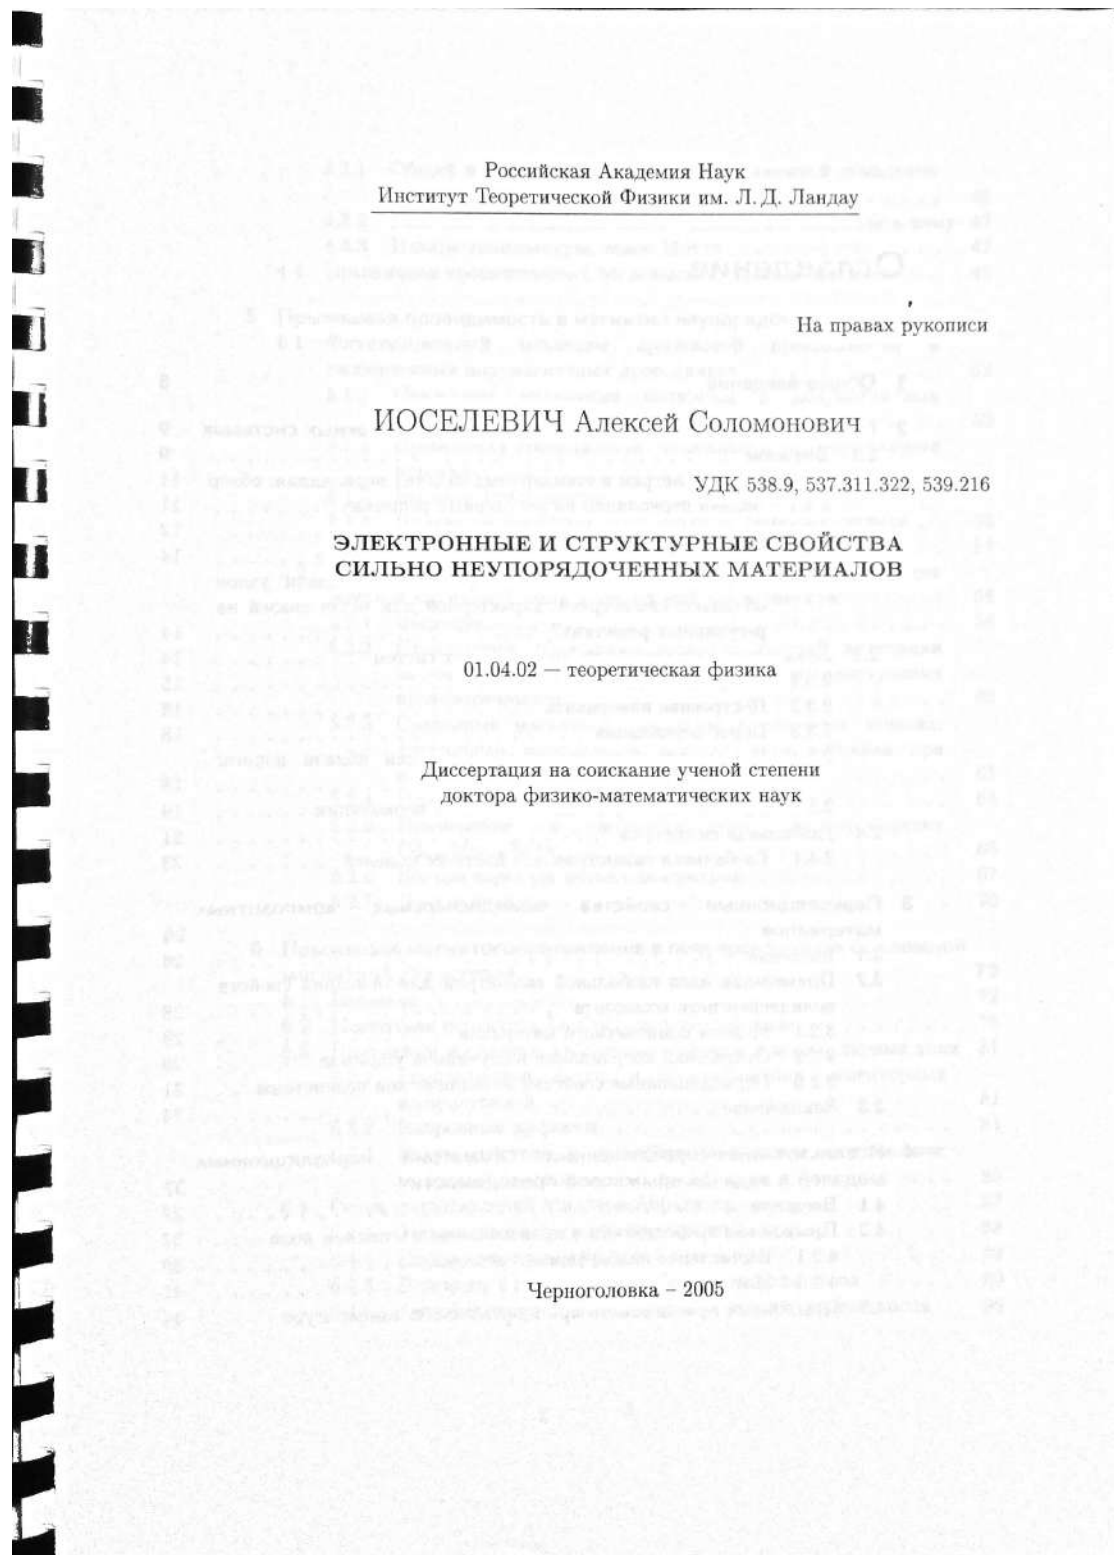 Российская Академия Наук
Институт Теоретической Физики им. Л. Д. Ландау
На правах рукописи
ИОСЕЛЕВИЧ Алексей Соломонович
УДК 538.9, 537.311.322, 539.216
ЭЛЕКТРОННЫЕ И СТРУКТУРНЫЕ СВОЙСТВА
СИЛЬНО НЕУПОРЯДОЧЕННЫХ МАТЕРИАЛОВ
01.04.02 — теоретическая физика
Диссертация на соискание ученой степени
доктора физико-математических наук
Черноголовка – 2005